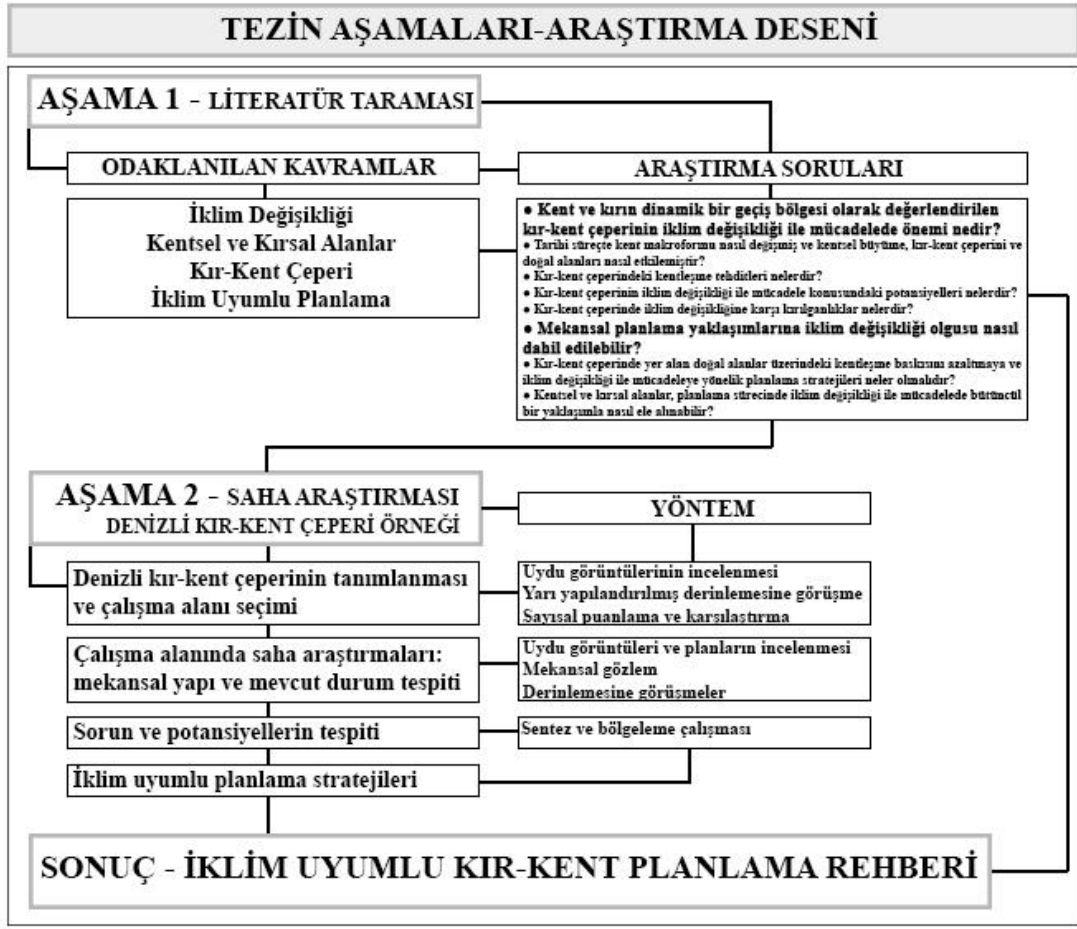 TEZİN AŞAMALARI-ARAŞTIRMA DESENİ
AŞAMA 1 - LİTERATÜR TARAMASI
ODAKLANILAN KAVRAMLAR
İklim Değişikliği
Kentsel ve Kırsal Alanlar
Kır-Kent Çeperi
İklim Uyumlu Planlama
ARAŞTIRMA SORULARI
● Kent ve kırın dinamik bir geçiş bölgesi olarak değerlendirilen
kır-kent çeperinin iklim değişikliği ile mücadelede önemi nedir?
● Tarihi süreçte kent makroformu nasıl değişmiş ve kentsel büyüme, kır-kent çeperini ve
doğal alanları nasıl etkilemiştir?
● Kır-kent çeperindeki kentleşme tehditleri nelerdir?
● Kır-kent çeperinin iklim değişikliği ile mücadele konusundaki potansiyelleri nelerdir?
● Kır-kent çeperinde iklim değişikliğine karşı kırılganlıklar nelerdir?
● Mekansal planlama yaklaşımlarına iklim değişikliği olgusu nasıl
dahil edilebilir?
● Kır-kent çeperinde yer alan doğal alanlar üzerindeki kentleşme baskısını azaltmaya ve
iklim değişikliği ile mücadeleye yönelik planlama stratejileri neler olmalıdır?
● Kentsel ve kırsal alanlar, planlama sürecinde iklim değişikliği ile mücadelede bütüncül
bir yaklaşımla nasıl ele alınabilir?
AŞAMA 2 - SAHA ARAŞTIRMASI
DENİZLİ KIR-KENT ÇEPERİ ÖRNEĞİ
YÖNTEM
Denizli kır-kent çeperinin tanımlanması
ve çalışma alanı seçimi
Uydu görüntülerinin incelenmesi
Yarı yapılandırılmış derinlemesine görüşme
Sayısal puanlama ve karşılaştırma
Çalışma alanında saha araştırmaları:
mekansal yapı ve mevcut durum tespiti
Uydu görüntüleri ve planların incelenmesi
Mekansal gözlem
Derinlemesine görüşmeler
Sorun ve potansiyellerin tespiti
Sentez ve bölgeleme çalışması
İklim uyumlu planlama stratejileri
SONUÇ - İKLİM UYUMLU KIR-KENT PLANLAMA REHBERİ